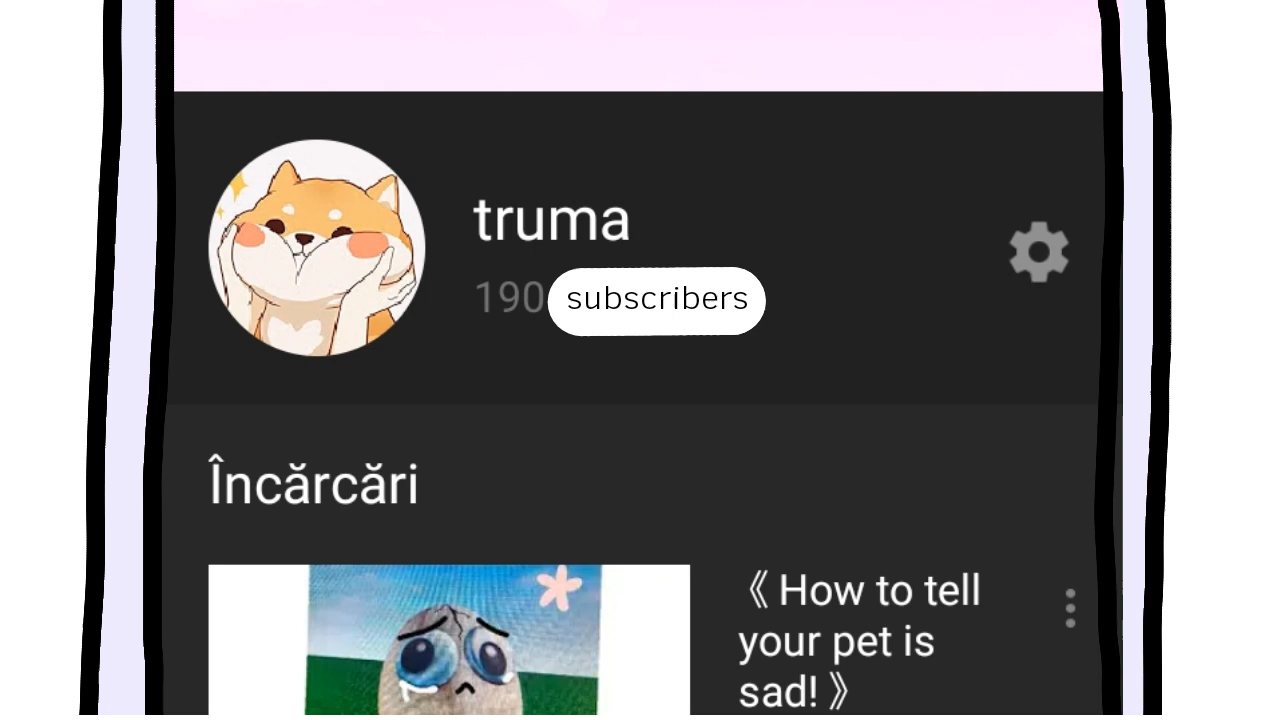 truma
190 subscribers
Încărcări
《 How to tell
your pet is
sad! 》